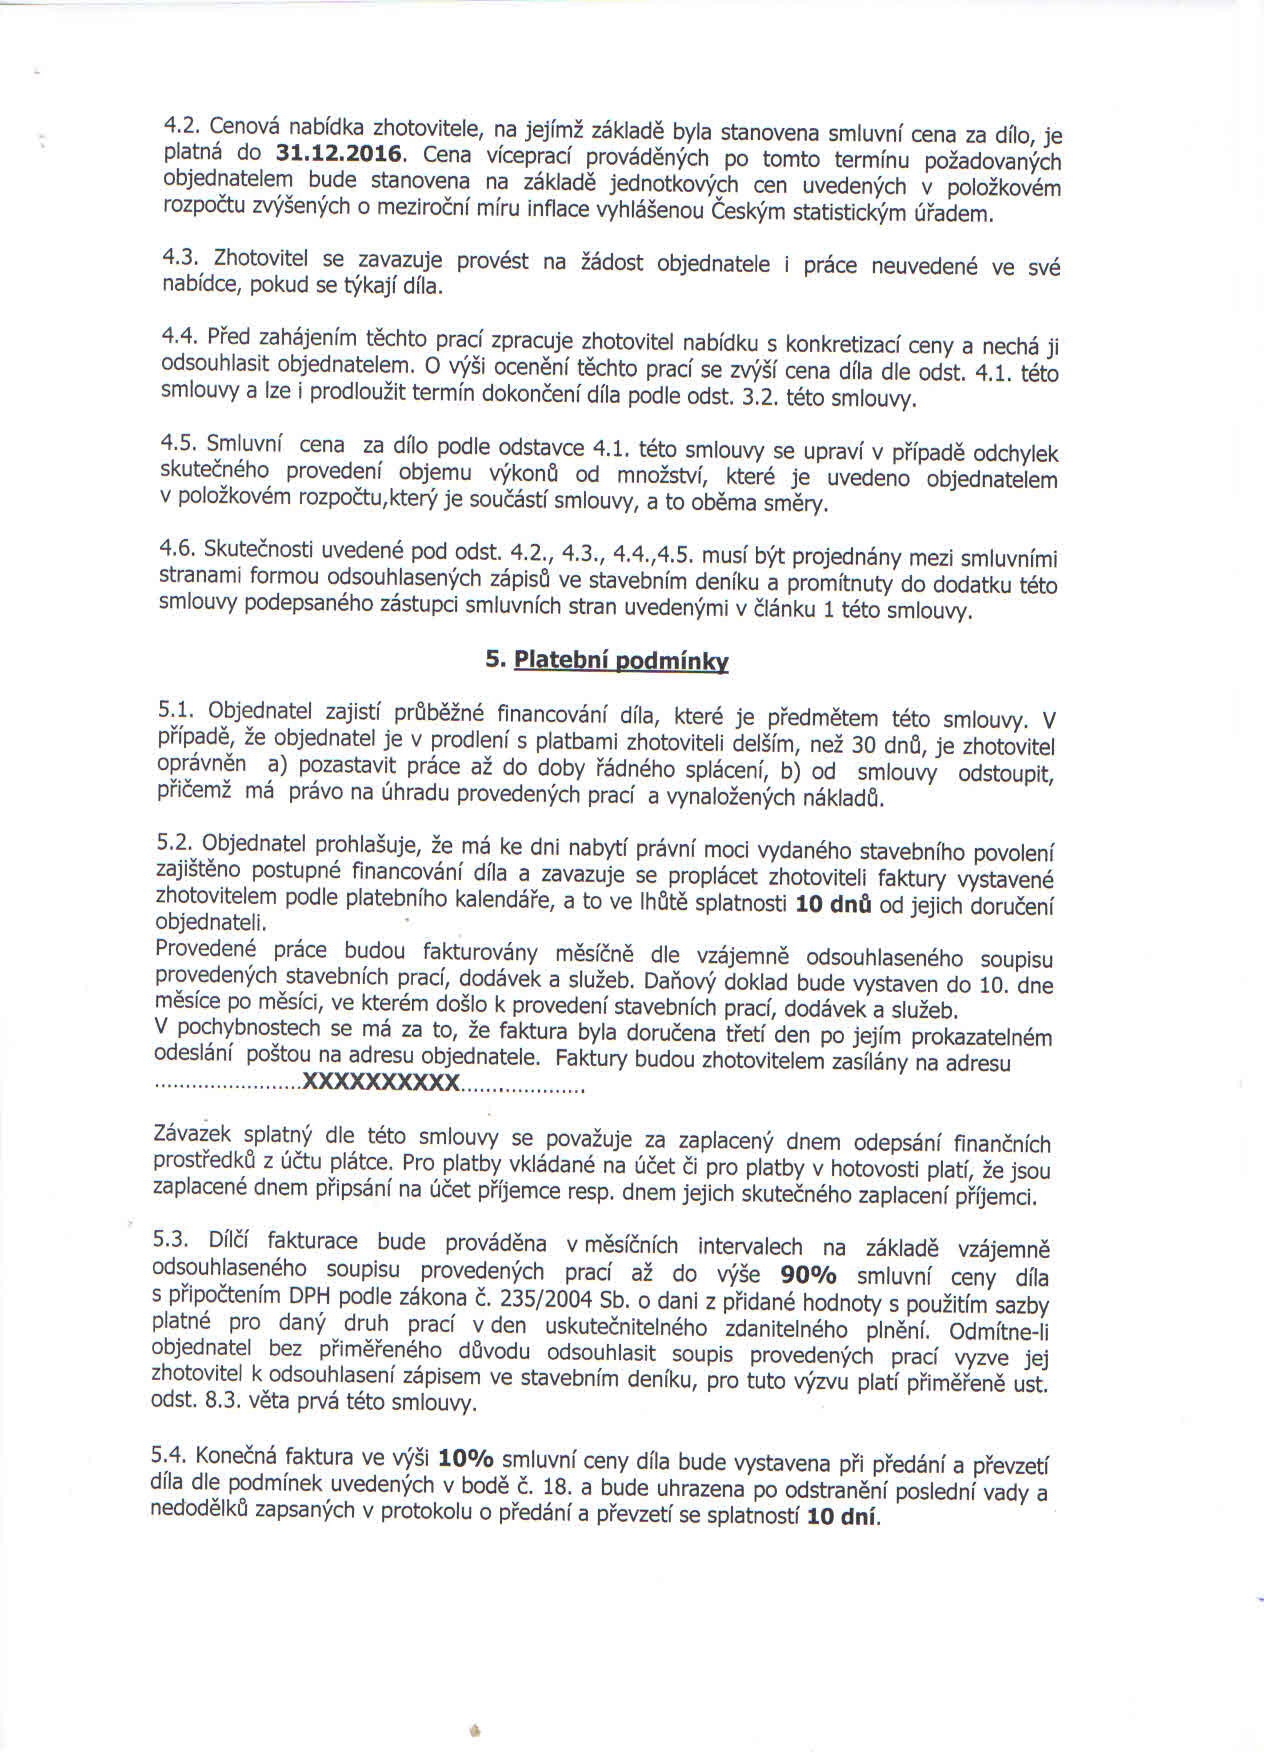 4.2. Cenová nabídka zhotovitele, na jejímž základě byla stanovena smluvní cena za dílo, je
platná do 31.12.2016. Cena víceprací prováděných po tomto termínu požadovaných
objednatelem bude stanovena na základě jednotkových cen uvedených v položkovém
rozpočtu zvýšených o meziroční míru inflace vyhlášenou Českým statistickým úřadem.
4.3. Zhotovitel se zavazuje provést na žádost objednatele i práce neuvedené ve své
nabídce, pokud se týkají díla.
4.4. Před zahájením těchto prací zpracuje zhotovitel nabídku s konkretizací ceny a nechá ji
odsouhlasit objednatelem. O výši ocenění těchto prací se zvýší cena díla dle odst. 4.1. této
smlouvy a lze i prodloužit termín dokončení díla podle odst. 3.2. této smlouvy.
4.5. Smluvní cena za dílo podle odstavce 4.1. této smlouvy se upraví v případě odchylek
skutečného provedení objemu výkonů od množství, které je uvedeno objednatelem
v položkovém rozpočtu,který je součástí smlouvy, a to oběma směry.
4.6. Skutečnosti uvedené pod odst. 4.2., 4.3., 4.4.,4.5. musí být projednány mezi smluvními
stranami formou odsouhlasených zápisů ve stavebním deníku a promítnuty do dodatku této
smlouvy podepsaného zástupci smluvních stran uvedenými v článku 1 této smlouvy.
5. Platební podmínky
5.1. Objednatel zajistí průběžné financování díla, které je předmětem této smlouvy. V
případě, že objednatel je v prodlení s platbami zhotoviteli delším, než 30 dnů, je zhotovitel
oprávněn a) pozastavit práce až do doby řádného splácení, b) od smlouvy odstoupit,
přičemž má právo na úhradu provedených prací a vynaložených nákladů.
5.2. Objednatel prohlašuje, že má ke dni nabytí právní moci vydaného stavebního povolení
zajištěno postupné financování díla a zavazuje se proplácet zhotoviteli faktury vystavené
zhotovitelem podle platebního kalendáře, a to ve lhůtě splatnosti 10 dnů od jejich doručení
objednateli.
Provedené práce budou fakturovány měsíčně dle vzájemně odsouhlaseného soupisu
provedených stavebních prací, dodávek a služeb. Daňový doklad bude vystaven do 10. dne
měsíce po měsíci, ve kterém došlo k provedení stavebních prací, dodávek a služeb.
V pochybnostech se má za to, že faktura byla doručena třetí den po jejím prokazatelném
odeslání poštou na adresu objednatele. Faktury budou zhotovitelem zasílány na adresu
........................XXXXXXXXXX....................
Závazek splatný dle této smlouvy se považuje za zaplacený dnem odepsání finančních
prostředků z účtu plátce. Pro platby vkládané na účet či pro platby v hotovosti platí, že jsou
zaplacené dnem připsání na účet příjemce resp. dnem jejich skutečného zaplacení příjemci.
5.3. Dílčí fakturace bude prováděna v měsíčních intervalech na základě vzájemně
odsouhlaseného soupisu provedených prací až do výše 90% smluvní ceny díla
s připočtením DPH podle zákona č. 235/2004 Sb. o dani z přidané hodnoty s použitím sazby
platné pro daný druh prací v den uskutečnitelného zdanitelného plnění. Odmítne-li
objednatel bez přiměřeného důvodu odsouhlasit soupis provedených prací vyzve jej
zhotovitel k odsouhlasení zápisem ve stavebním deníku, pro tuto výzvu platí přiměřeně ust.
odst. 8.3. věta prvá této smlouvy.
5.4. Konečná faktura ve výši 10% smluvní ceny díla bude vystavena při předání a převzetí
díla dle podmínek uvedených v bodě č. 18. a bude uhrazena po odstranění poslední vady a
nedodělků zapsaných v protokolu o předání a převzetí se splatností 10 dní.